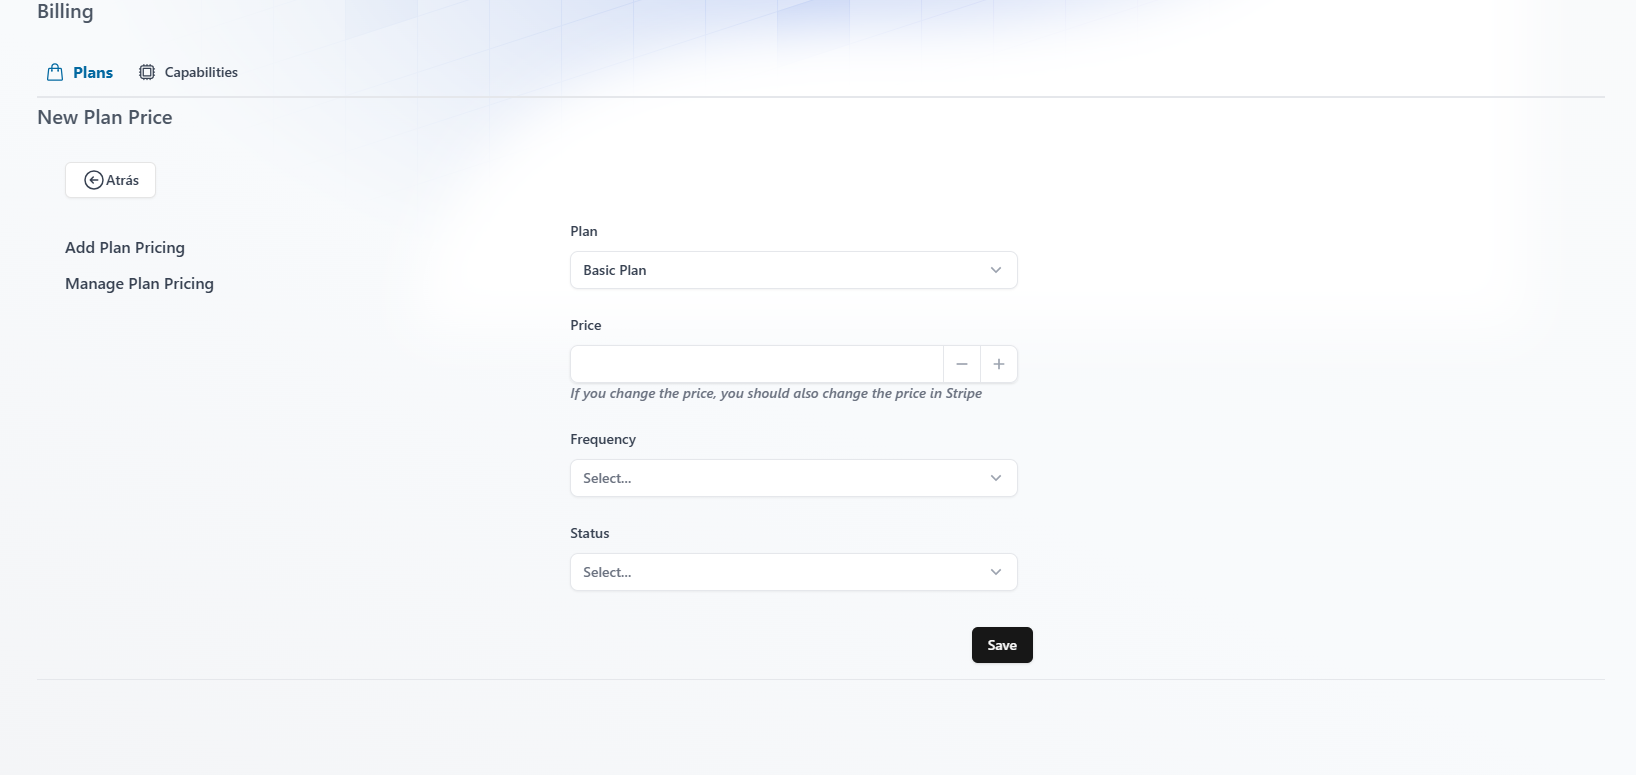 Billing
Plans
Capabilities
New Plan Price
Atrás
Add Plan Pricing
Manage Plan Pricing
Plan
Basic Plan
Price
If you change the price, you should also change the price in Stripe
Frequency
Select...
Status
Select...
Save